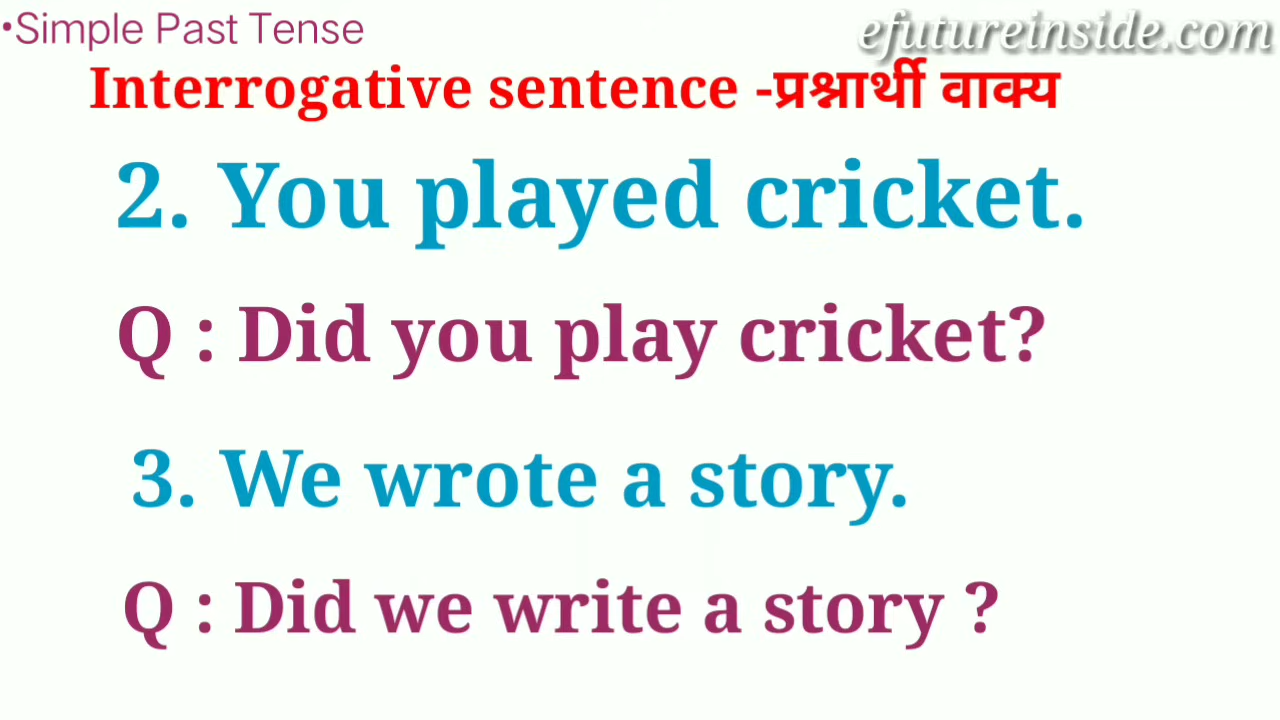 •Simple Past Tense
efutureinside.com
Interrogative sentence -प्रश्नार्थी वाक्य
2. You played cricket.
Q : Did you play cricket?
3. We wrote a story.
Q : Did we write a story ?